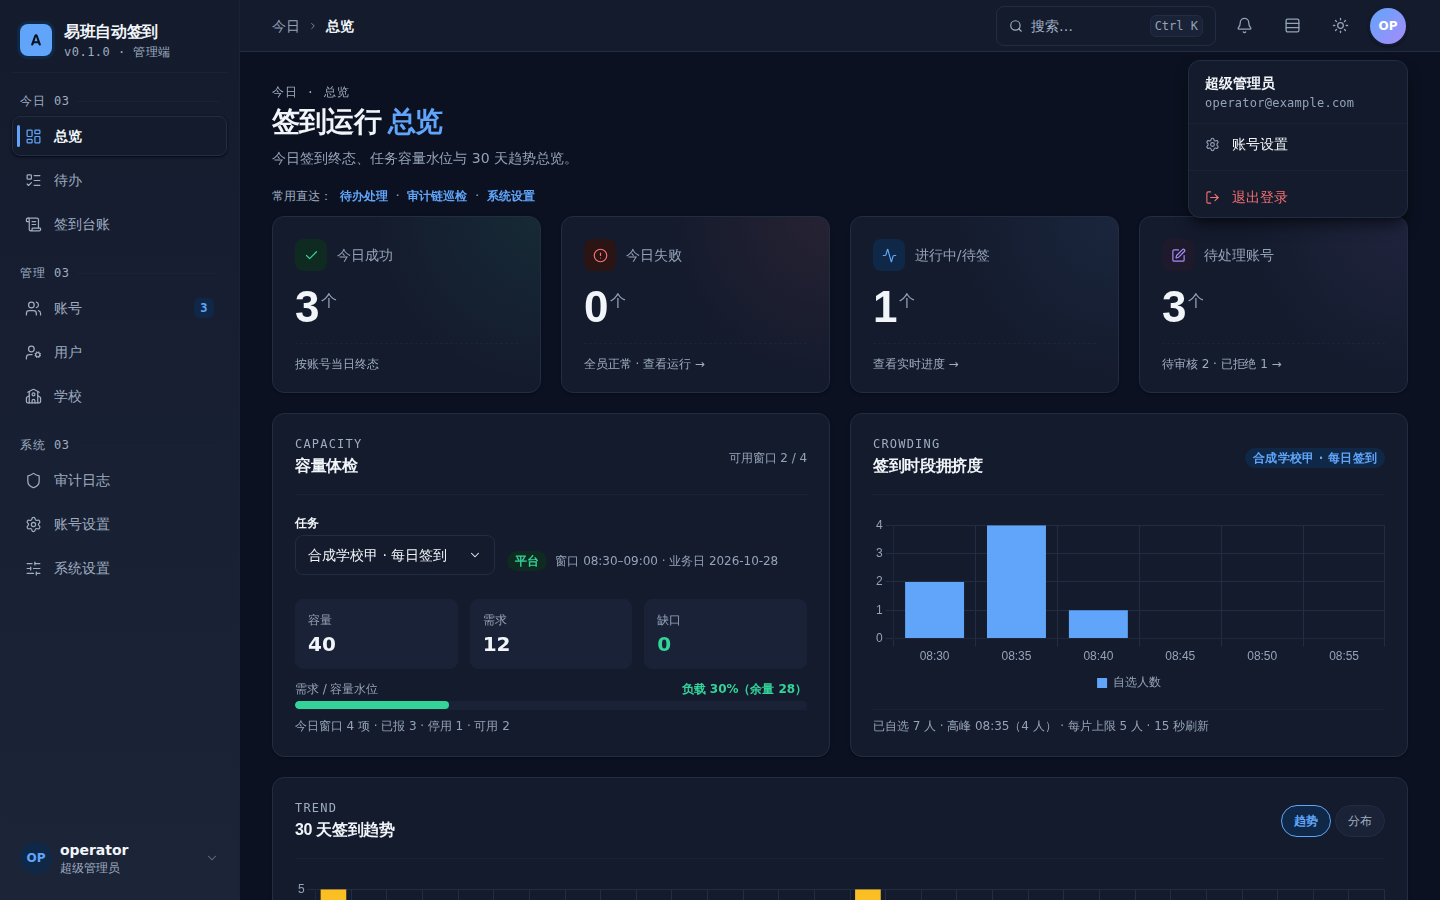 易班自动签到
v0.1.0 · 管理端
今日 03
总览
待办
签到台账
管理 03
账号
3
用户
学校
系统 03
审计日志
账号设置
系统设置
OP
operator
超级管理员
今日 › 总览
搜索… Ctrl K
OP
超级管理员
operator@example.com
账号设置
退出登录
今日 · 总览
签到运行 总览
今日签到终态、任务容量水位与 30 天趋势总览。
常用直达： 待办处理 · 审计链巡检 · 系统设置
今日成功
3个
按账号当日终态
今日失败
0个
全员正常 · 查看运行 →
进行中/待签
1个
查看实时进度 →
待处理账号
3个
待审核 2 · 已拒绝 1 →
CAPACITY
容量体检
可用窗口 2 / 4
任务
合成学校甲 · 每日签到
平台 窗口 08:30–09:00 · 业务日 2026-10-28
容量
40
需求
12
缺口
0
需求 / 容量水位
负载 30%（余量 28）
今日窗口 4 项 · 已报 3 · 停用 1 · 可用 2
CROWDING
签到时段拥挤度
合成学校甲 · 每日签到
4
3
2
1
0
08:30 08:35 08:40 08:45 08:50 08:55
自选人数
已自选 7 人 · 高峰 08:35（4 人） · 每片上限 5 人 · 15 秒刷新
TREND
30 天签到趋势
趋势 分布
5